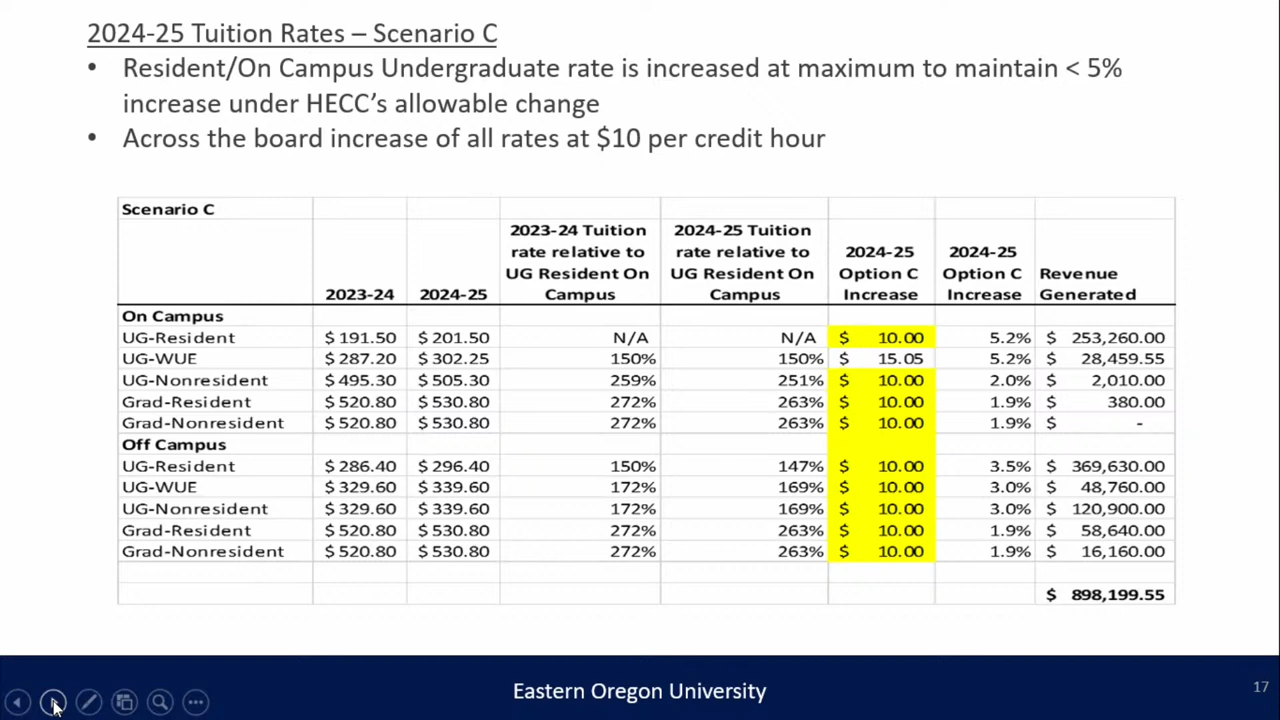 2024-25 Tuition Rates – Scenario C
• Resident/On Campus Undergraduate rate is increased at maximum to maintain < 5%
increase under HECC's allowable change
• Across the board increase of all rates at $10 per credit hour
Scenario C
2023-24 2024-25 2023-24 Tuition rate relative to UG Resident On Campus 2024-25 Tuition rate relative to UG Resident On Campus 2024-25 Option C Increase 2024-25 Option C Increase Revenue Generated
On Campus
UG-Resident $ 191.50 $ 201.50 N/A N/A $ 10.00 5.2% $ 253,260.00
UG-WUE $ 287.20 $ 302.25 150% 150% $ 15.05 5.2% $ 28,459.55
UG-Nonresident $ 495.30 $ 505.30 259% 251% $ 10.00 2.0% $ 2,010.00
Grad-Resident $ 520.80 $ 530.80 272% 263% $ 10.00 1.9% $ 380.00
Grad-Nonresident $ 520.80 $ 530.80 272% 263% $ 10.00 1.9% $ -
Off Campus
UG-Resident $ 286.40 $ 296.40 150% 147% $ 10.00 3.5% $ 369,630.00
UG-WUE $ 329.60 $ 339.60 172% 169% $ 10.00 3.0% $ 48,760.00
UG-Nonresident $ 329.60 $ 339.60 172% 169% $ 10.00 3.0% $ 120,900.00
Grad-Resident $ 520.80 $ 530.80 272% 263% $ 10.00 1.9% $ 58,640.00
Grad-Nonresident $ 520.80 $ 530.80 272% 263% $ 10.00 1.9% $ 16,160.00
$ 898,199.55
Eastern Oregon University
17